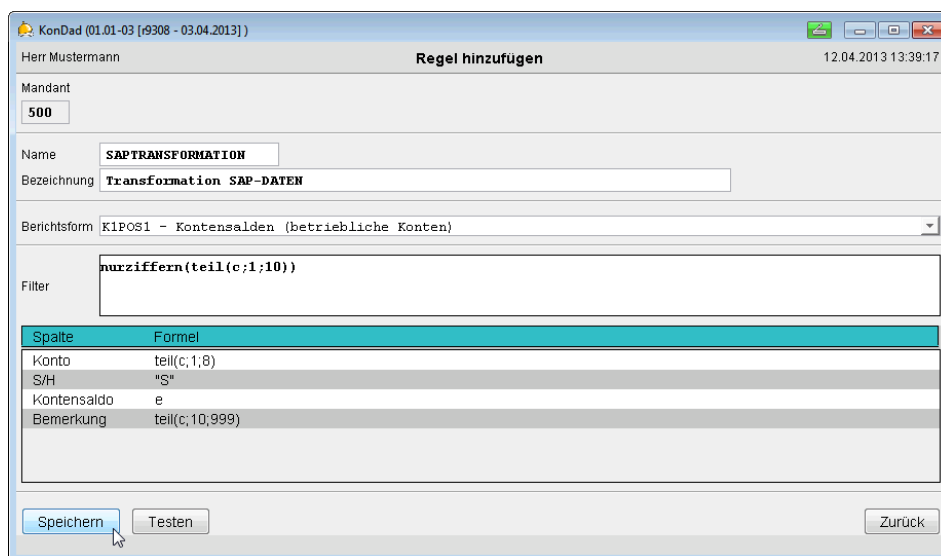 KonDad (01.01-03 [r9308 - 03.04.2013] )
Herr Mustermann Regel hinzufügen 12.04.2013 13:39:17
Mandant
500
Name SAPTRANSFORMATION
Bezeichnung Transformation SAP-DATEN
Berichtsform K1POS1 - Kontensalden (betriebliche Konten)
Filter nurziffern(teil(c;1;10))
Spalte Formel
Konto teil(c;1;8)
S/H "S"
Kontensaldo e
Bemerkung teil(c;10;999)
Speichern Testen Zurück